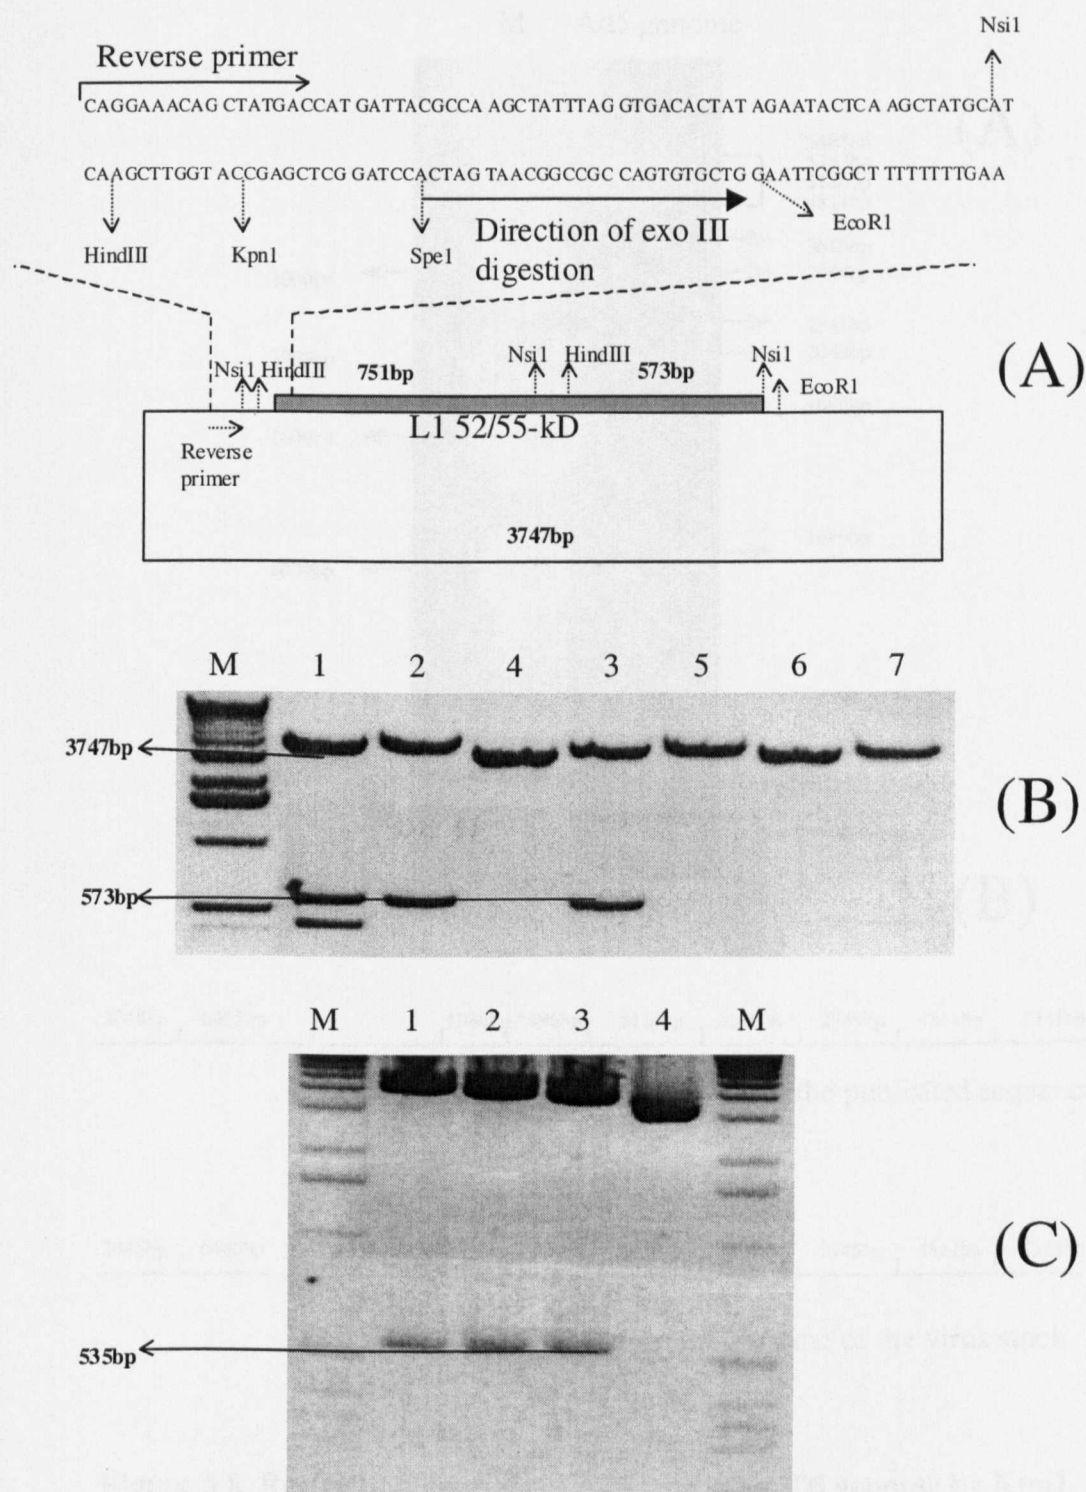 Nsi1
Reverse primer
CAGGAAACAG CTATGACCAT GATTACGCCA AGCTATTTAG GTGACACTAT AGAATACTCA AGCTATGCAT
CAAGCTTGGT ACCGAGCTCG GATCCACTAG TAACGGCCGC CAGTGTGCTG GAATTCGGCT TTTTTTTGAA
HindIII
Kpn1
Spe1
Direction of exo III
digestion
EcoR1
Nsi1 HindIII
751bp
Nsi1 HindIII
573bp
Nsi1
EcoR1
(A)
L1 52/55-kD
Reverse
primer
3747bp
M 1 2 4 3 5 6 7
3747bp
573bp
(B)
M 1 2 3 4 M
535bp
(C)